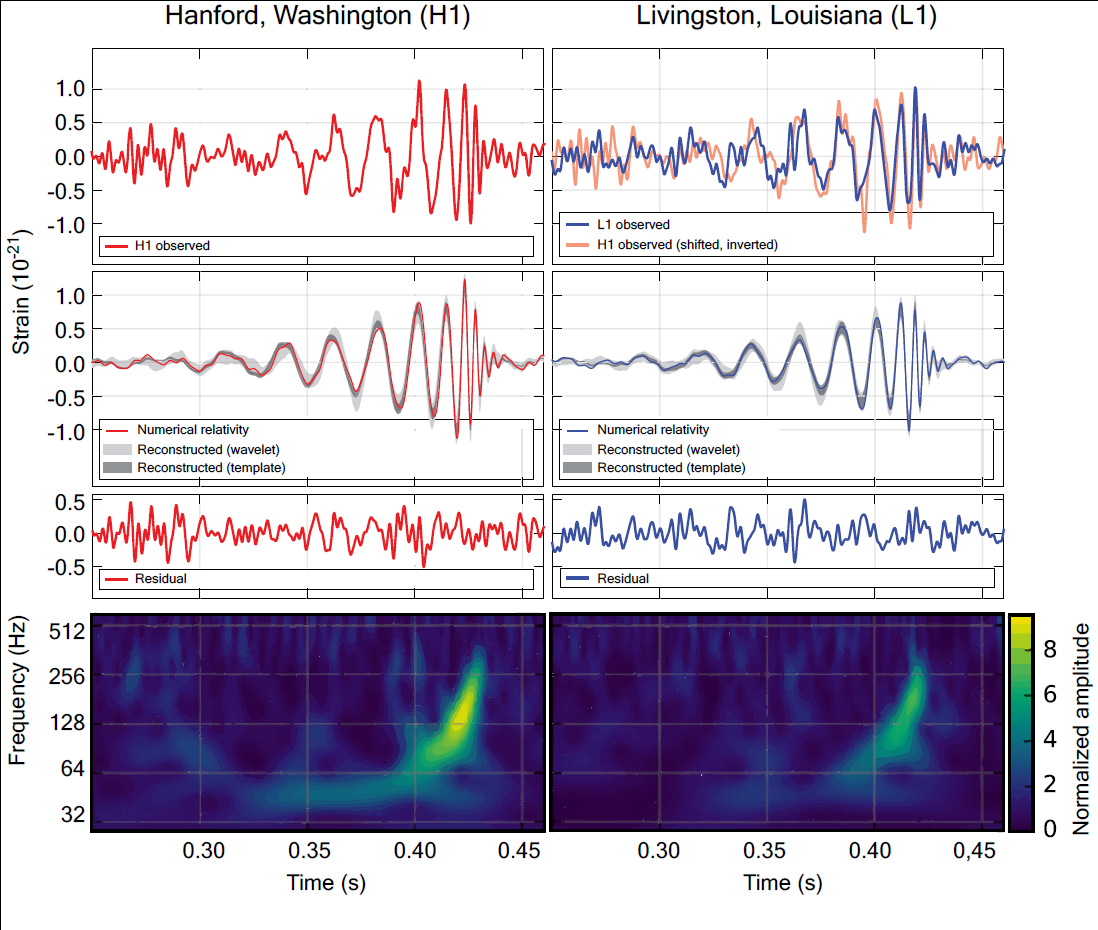 Hanford, Washington (H1)
Livingston, Louisiana (L1)
Strain (10⁻²¹)
1.0
0.5
0.0
-0.5
-1.0
H1 observed
L1 observed
H1 observed (shifted, inverted)
1.0
0.5
0.0
-0.5
-1.0
Numerical relativity
Reconstructed (wavelet)
Reconstructed (template)
Numerical relativity
Reconstructed (wavelet)
Reconstructed (template)
0.5
0.0
-0.5
Residual
Residual
Frequency (Hz)
512
256
128
64
32
Normalized amplitude
8
6
4
2
0
0.30 0.35 0.40 0.45
0.30 0.35 0.40 0,45
Time (s)
Time (s)